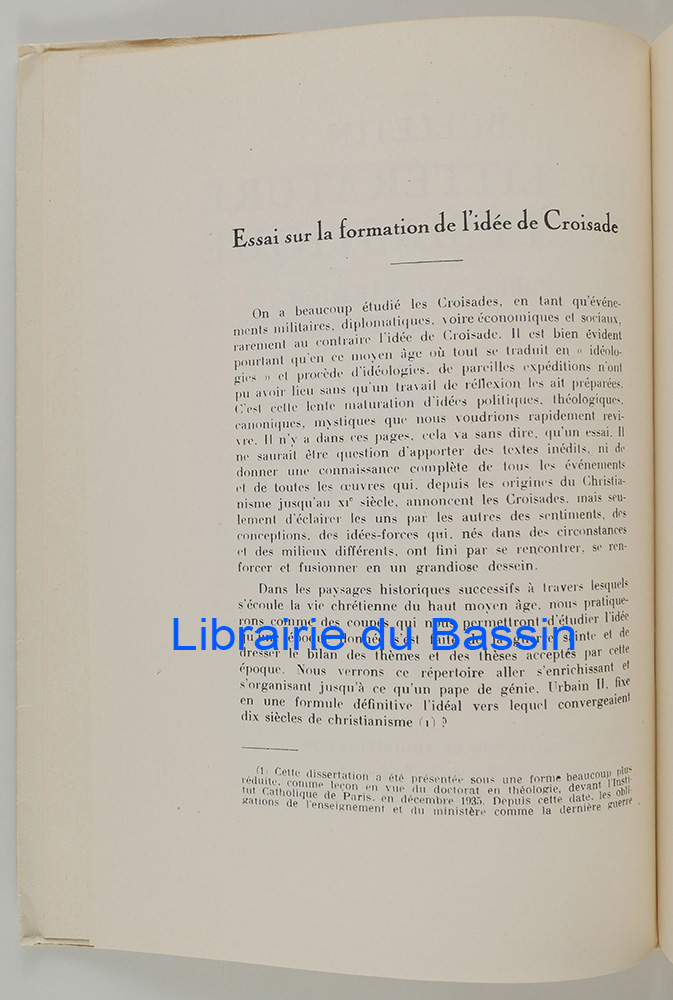 Essai sur la formation de l'idée de Croisade
On a beaucoup étudié les Croisades, en tant qu'événe-
ments militaires, diplomatiques, voire économiques et sociaux,
rarement au contraire l'idée de Croisade. Il est bien évident
pourtant qu'en ce moyen âge où tout se traduit en « idéolo-
gies » et procède d'idéologies, de pareilles expéditions n'ont
pu avoir lieu sans qu'un travail de réflexion les ait préparées.
C'est cette lente maturation d'idées politiques, théologiques,
canoniques, mystiques que nous voudrions rapidement revi-
vre. Il n'y a dans ces pages, cela va sans dire, qu'un essai. Il
ne saurait être question d'apporter des textes inédits, ni de
donner une connaissance complète de tous les événements
et de toutes les œuvres qui, depuis les origines du Christia-
nisme jusqu'au XIe siècle, annoncent les Croisades, mais seu-
lement d'éclairer les uns par les autres des sentiments, des
conceptions, des idées-forces qui, nés dans des circonstances
et des milieux différents, ont fini par se rencontrer, se ren-
forcer et fusionner en un grandiose dessein.
Dans les paysages historiques successifs à travers lesquels
s'écoule la vie chrétienne du haut moyen âge, nous pratique-
rons comme des coupes qui nous permettront d'étudier l'idée
qu'une époque donnée s'est faite de la guerre sainte et de
Librairie du Bassin
dresser le bilan des thèmes et des thèses acceptés par cette
époque. Nous verrons ce répertoire aller s'enrichissant et
s'organisant jusqu'à ce qu'un pape de génie, Urbain II, fixe
en une formule définitive l'idéal vers lequel convergeaient
dix siècles de christianisme (1) ?
(1) Cette dissertation a été présentée sous une forme beaucoup plus
réduite, comme leçon en vue du doctorat en théologie, devant l'Insti-
tut Catholique de Paris, en décembre 1935. Depuis cette date, les obli-
gations de l'enseignement et du ministère comme la dernière guerre